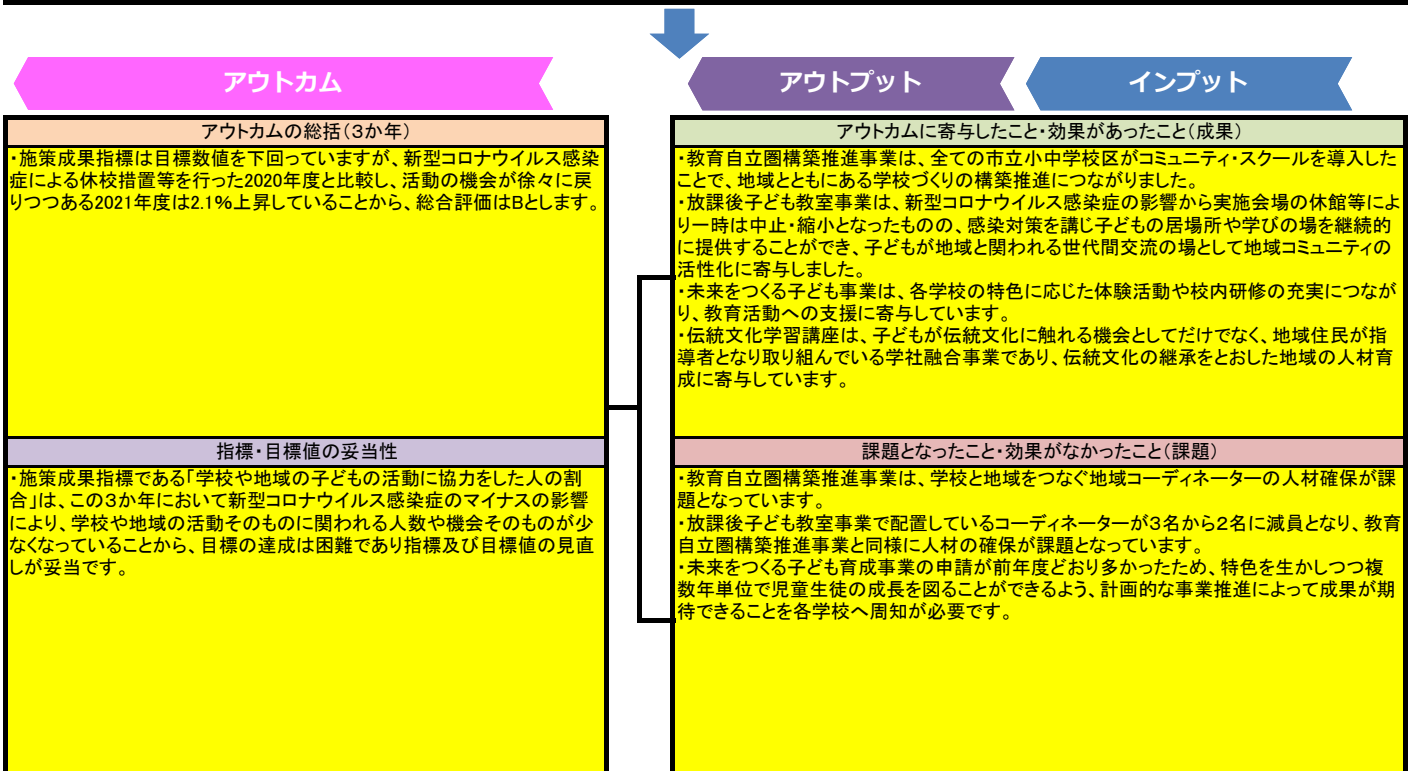 アウトカム
アウトプット
インプット
アウトカムの総括（３か年）
・施策成果指標は目標数値を下回っていますが、新型コロナウイルス感染
症による休校措置等を行った2020年度と比較し、活動の機会が徐々に戻
りつつある2021年度は2.1％上昇していることから、総合評価はBとします。
指標・目標値の妥当性
・施策成果指標である「学校や地域の子どもの活動に協力をした人の割
合」は、この３か年において新型コロナウイルス感染症のマイナスの影響
により、学校や地域の活動そのものに関われる人数や機会そのものが少
なくなっていることから、目標の達成は困難であり指標及び目標値の見直
しが妥当です。
アウトカムに寄与したこと・効果があったこと（成果）
・教育自立圏構築推進事業は、全ての市立小中学校区がコミュニティ・スクールを導入した
ことで、地域とともにある学校づくりの構築推進につながりました。
・放課後子ども教室事業は、新型コロナウイルス感染症の影響から実施会場の休館等によ
り一時は中止・縮小となったものの、感染対策を講じ子どもの居場所や学びの場を継続的
に提供することができ、子どもが地域と関われる世代間交流の場として地域コミュニティの
活性化に寄与しました。
・未来をつくる子ども事業は、各学校の特色に応じた体験活動や校内研修の充実につなが
り、教育活動への支援に寄与しています。
・伝統文化学習講座は、子どもが伝統文化に触れる機会としてだけでなく、地域住民が指
導者となり取り組んでいる学社融合事業であり、伝統文化の継承をとおした地域の人材育
成に寄与しています。
課題となったこと・効果がなかったこと（課題）
・教育自立圏構築推進事業は、学校と地域をつなぐ地域コーディネーターの人材確保が課
題となっています。
・放課後子ども教室事業で配置しているコーディネーターが３名から２名に減員となり、教育
自立圏構築推進事業と同様に人材の確保が課題となっています。
・未来をつくる子ども育成事業の申請が前年度どおり多かったため、特色を生かしつつ複
数年単位で児童生徒の成長を図ることができるよう、計画的な事業推進によって成果が期
待できることを各学校へ周知が必要です。